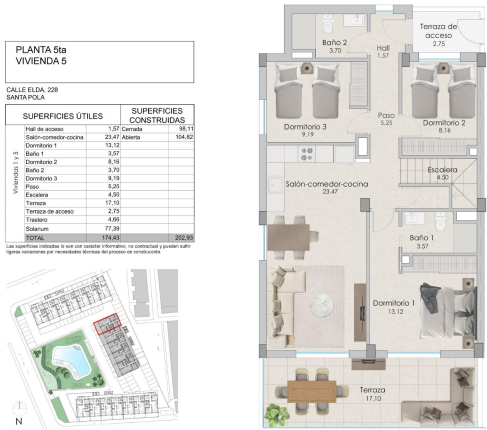 PLANTA 5ta
VIVIENDA 5
CALLE ELDA, 228
SANTA POLA
SUPERFICIES ÚTILES SUPERFICIES CONSTRUIDAS
Viviendas 1 y 5
Hall de acceso 1,57 Cerrada 98,11
Salón-comedor-cocina 23,47 Abierta 104,82
Dormitorio 1 13,12
Baño 1 3,57
Dormitorio 2 8,16
Baño 2 3,70
Dormitorio 3 9,19
Paso 5,25
Escalera 4,50
Terraza 17,10
Terraza de acceso 2,75
Trastero 4,66
Solarium 77,39
TOTAL 174,43 202,93
Las superficies indicadas lo son con carácter informativo, no contractual y pueden sufrir
ligeras variaciones por necesidades técnicas del proceso de construcción.
N
Baño 2
3.70
Hall
1.57
Terraza de
acceso
2.75
Dormitorio 3
9.19
Paso
5.25
Dormitorio 2
8.16
Salón-comedor-cocina
23.47
Escalera
4.50
Baño 1
3.57
Dormitorio 1
13.12
Terraza
17.10